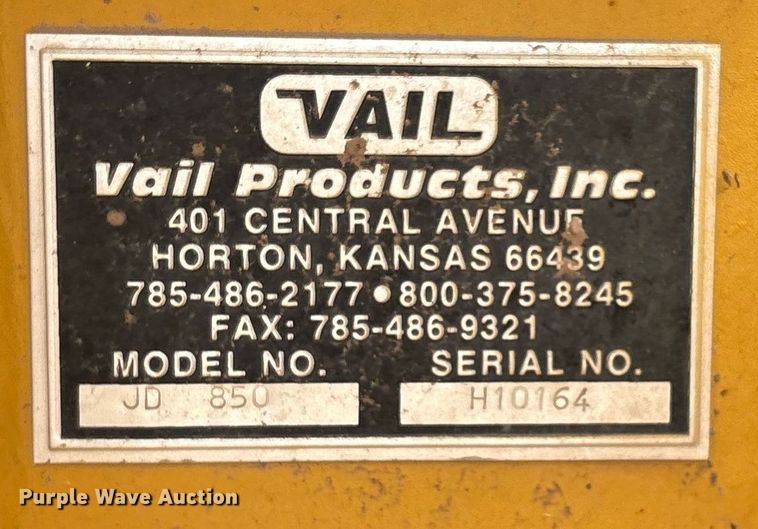 VAIL
Vail Products, Inc.
401 CENTRAL AVENUE
HORTON, KANSAS 66439
785-486-2177 • 800-375-8245
FAX: 785-486-9321
MODEL NO. SERIAL NO.
JD 850 H10164
Purple Wave Auction